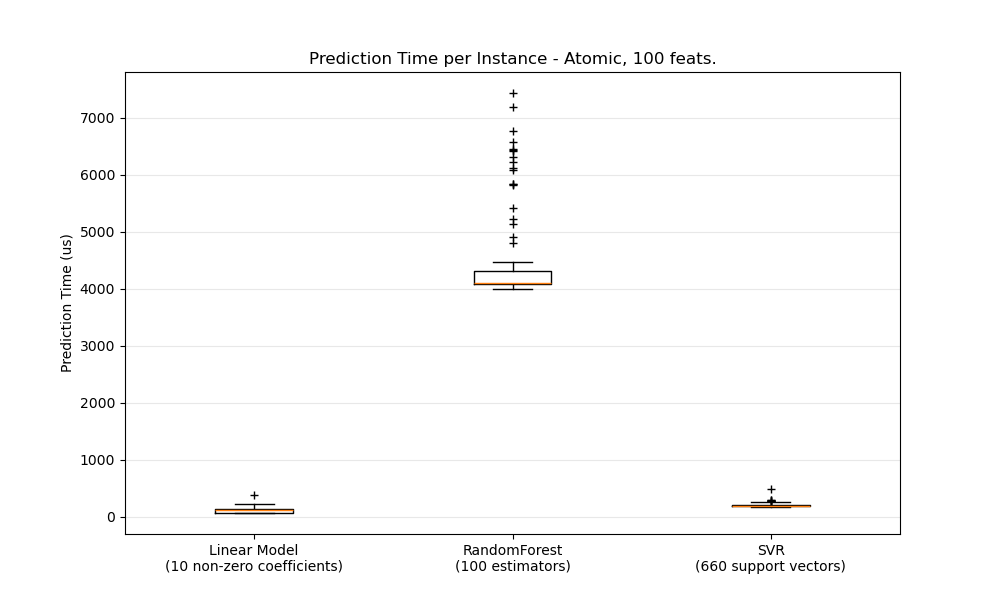 Prediction Time per Instance - Atomic, 100 feats.
Prediction Time (us)
7000
6000
5000
4000
3000
2000
1000
0
Linear Model
(10 non-zero coefficients)
RandomForest
(100 estimators)
SVR
(660 support vectors)